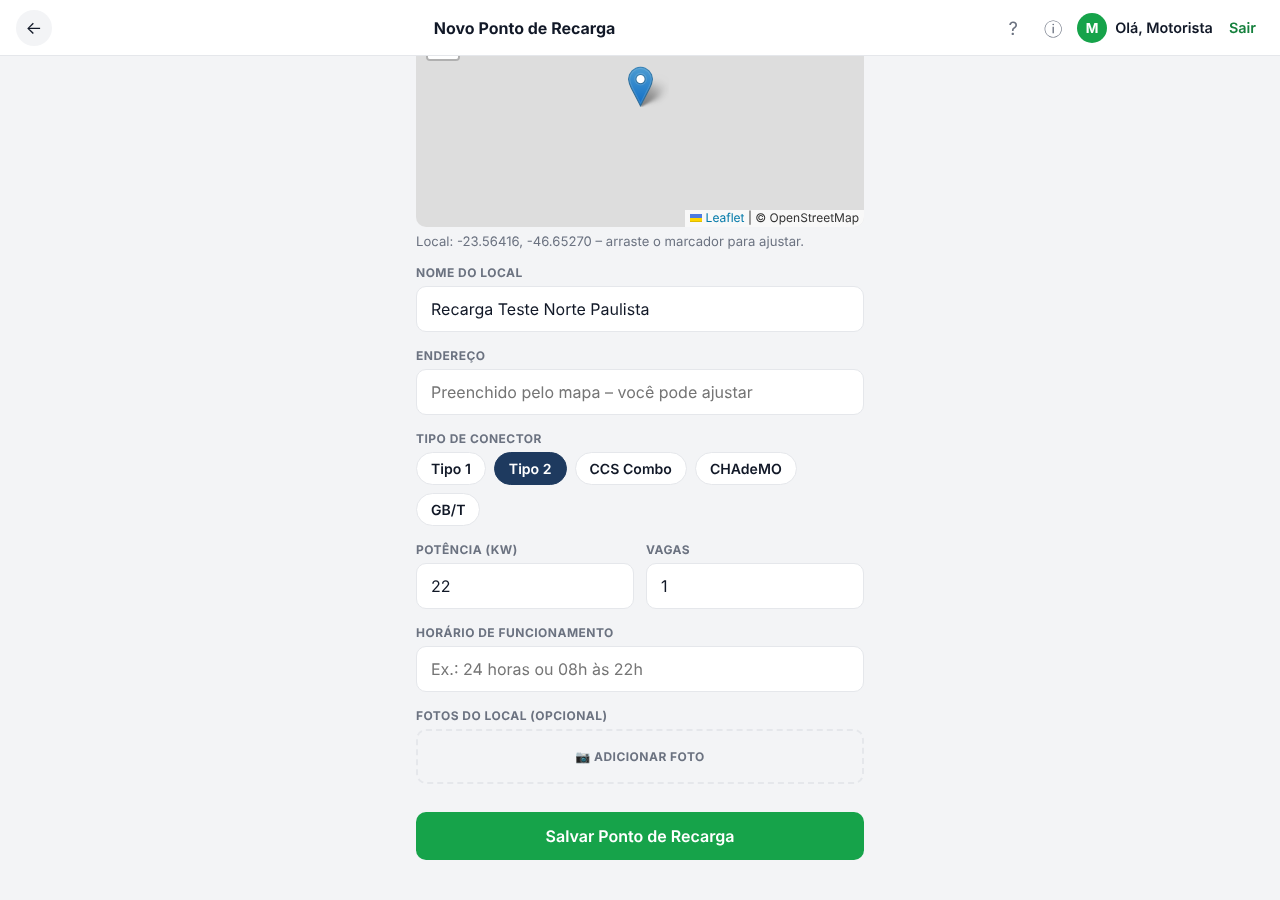 ←
Novo Ponto de Recarga
?
ⓘ
M
Olá, Motorista
Sair
Leaflet | © OpenStreetMap
Local: -23.56416, -46.65270 – arraste o marcador para ajustar.
NOME DO LOCAL
Recarga Teste Norte Paulista
ENDEREÇO
Preenchido pelo mapa – você pode ajustar
TIPO DE CONECTOR
Tipo 1
Tipo 2
CCS Combo
CHAdeMO
GB/T
POTÊNCIA (KW)
VAGAS
22
1
HORÁRIO DE FUNCIONAMENTO
Ex.: 24 horas ou 08h às 22h
FOTOS DO LOCAL (OPCIONAL)
📷 ADICIONAR FOTO
Salvar Ponto de Recarga